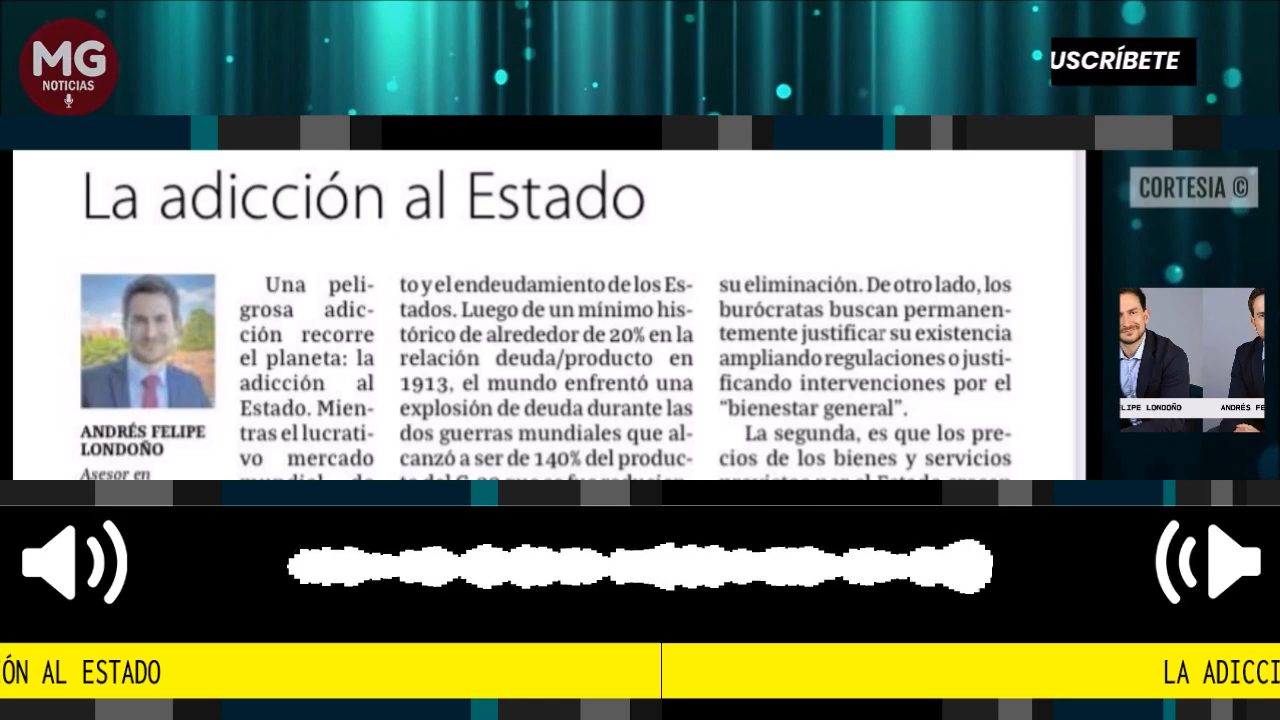 MG
NOTICIAS
USCRÍBETE
CORTESIA ©
La adicción al Estado
ANDRÉS FELIPE
LONDOÑO
Asesor en
Una peli-
grosa adic-
ción recorre
el planeta: la
adicción al
Estado. Mien-
tras el lucrati-
vo mercado
mundial de
to y el endeudamiento de los Es-
tados. Luego de un mínimo his-
tórico de alrededor de 20% en la
relación deuda/producto en
1913, el mundo enfrentó una
explosión de deuda durante las
dos guerras mundiales que al-
canzó a ser de 140% del produc-
su eliminación. De otro lado, los
burócratas buscan permanen-
temente justificar su existencia
ampliando regulaciones o justi-
ficando intervenciones por el
“bienestar general”.
La segunda, es que los pre-
cios de los bienes y servicios
LIPE LONDOÑO
ANDRÉS FE
IÓN AL ESTADO
LA ADICCI